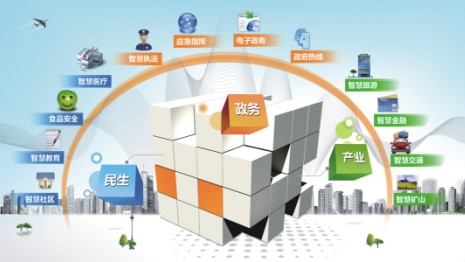 应急指挥
电子政务
智慧执法
政府热线
智慧医疗
智慧旅游
食品安全
智慧金融
政务
智慧教育
智慧交通
民生
产业
智慧社区
智慧矿山